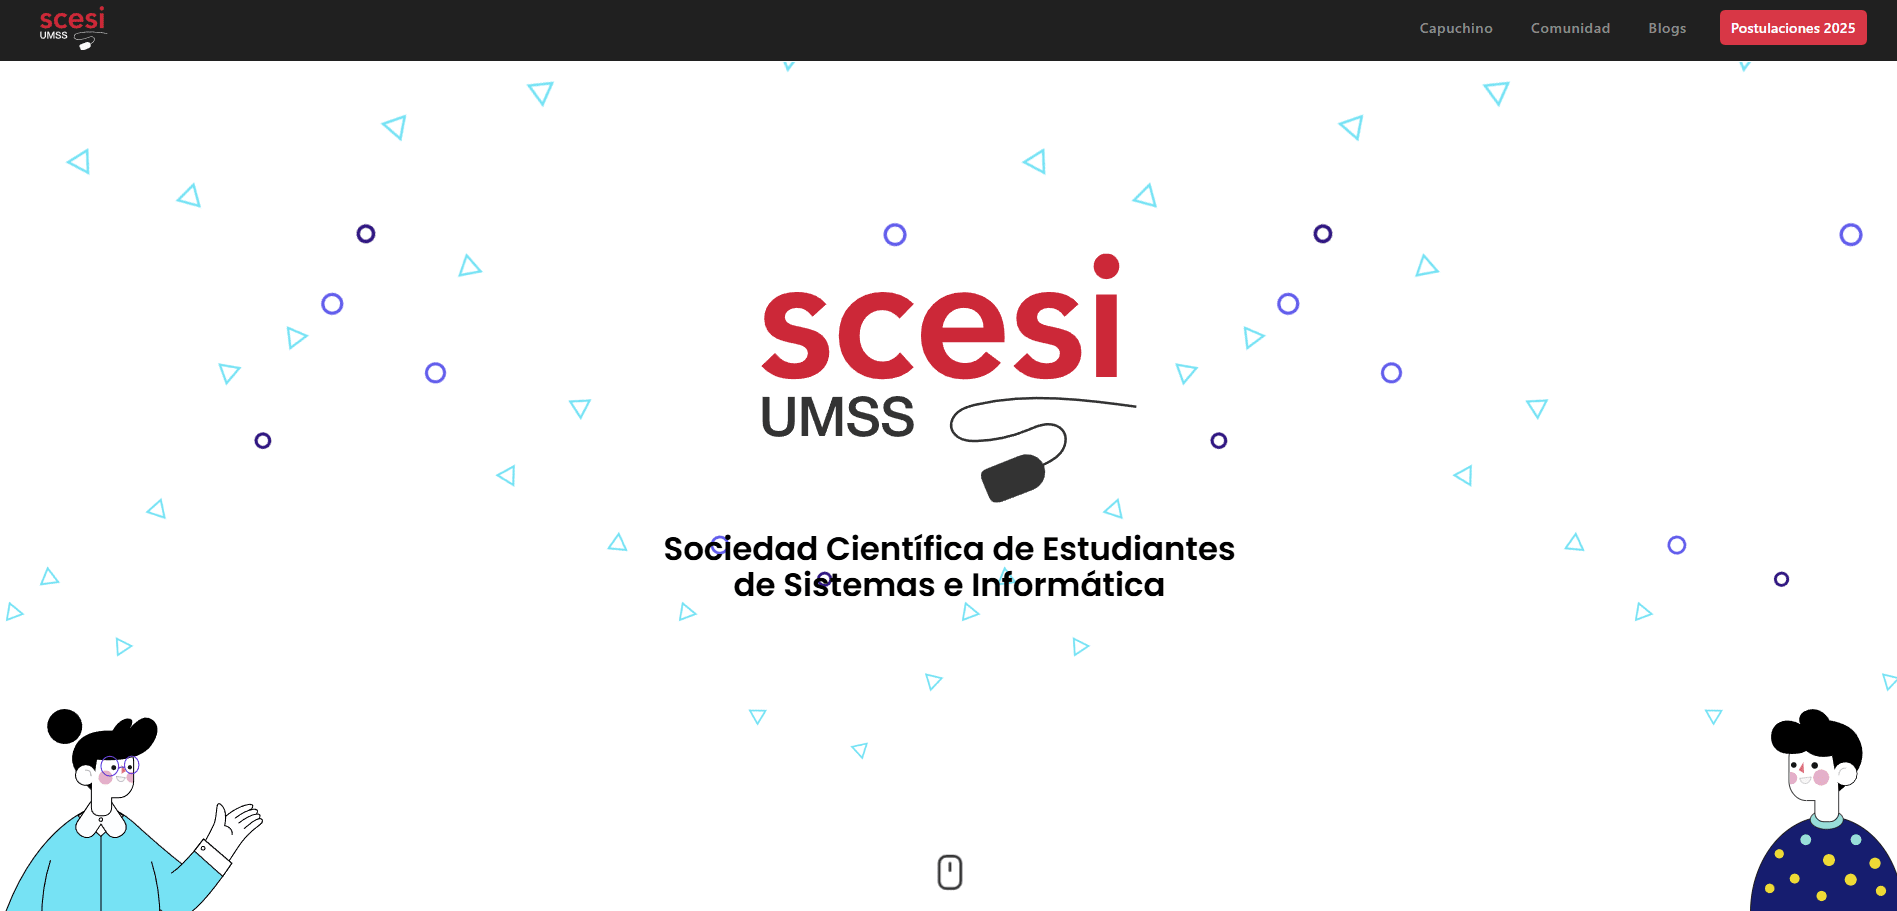 scesi
UMSS
Capuchino
Comunidad
Blogs
Postulaciones 2025
scesi
UMSS
Sociedad Científica de Estudiantes
de Sistemas e Informática